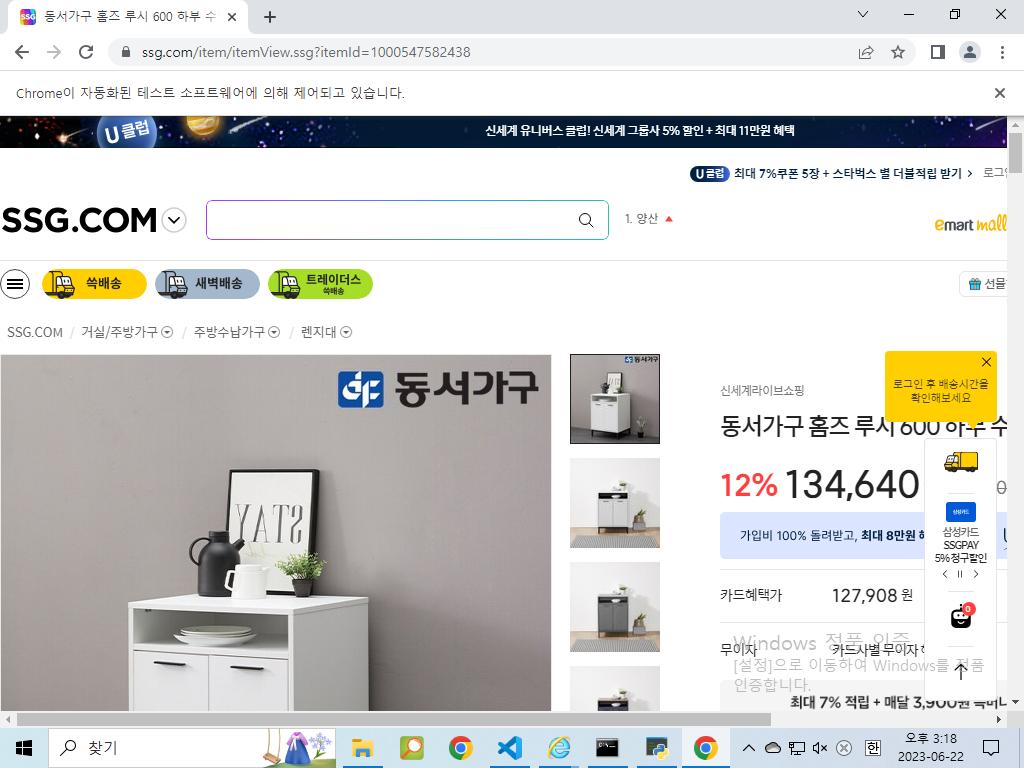 동서가구 홈즈 루시 600 하부 수
ssg.com/item/itemView.ssg?itemId=1000547582438
Chrome이 자동화된 테스트 소프트웨어에 의해 제어되고 있습니다.
U 클럽
신세계 유니버스 클럽! 신세계 그룹사 5% 할인 + 최대 11만원 혜택
U 클럽 최대 7%쿠폰 5장 + 스타벅스 별 더블적립 받기 >
로그인
SSG.COM
1. 양산
emart mall
쓱배송
새벽배송
트레이더스
쓱배송
선물
SSG.COM / 거실/주방가구 / 주방수납가구 / 렌지대
동서가구
동서가구
STAY
신세계라이브쇼핑
로그인 후 배송시간을
확인해보세요
동서가구 홈즈 루시 600 하부 수
12% 134,640
가입비 100% 돌려받고, 최대 8만원 혜
삼성카드
삼성카드
SSGPAY
5% 청구할인
카드혜택가 127,908 원
0
무이자 카드사별 무이자
Windows 정품 인증
[설정]으로 이동하여 Windows를 정품
인증합니다.
최대 7% 적립 + 매달 3,900원 쓱머니
찾기
오후 3:18
한
2023-06-22